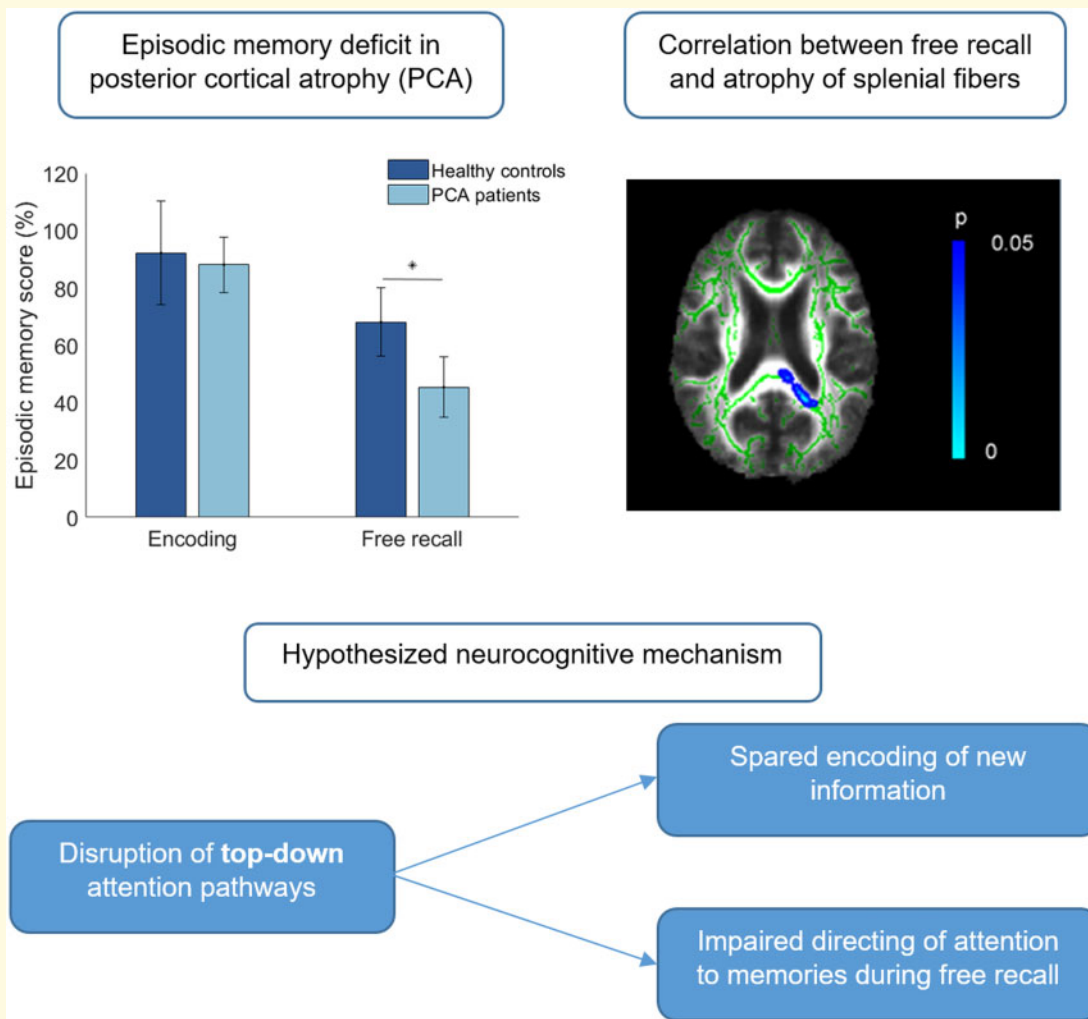 Episodic memory deficit in
posterior cortical atrophy (PCA)
Correlation between free recall
and atrophy of splenial fibers
Healthy controls
PCA patients
Episodic memory score (%)
120
100
80
60
40
20
0
*
Encoding
Free recall
p
0.05
0
Hypothesized neurocognitive mechanism
Disruption of top-down
attention pathways
Spared encoding of new
information
Impaired directing of attention
to memories during free recall